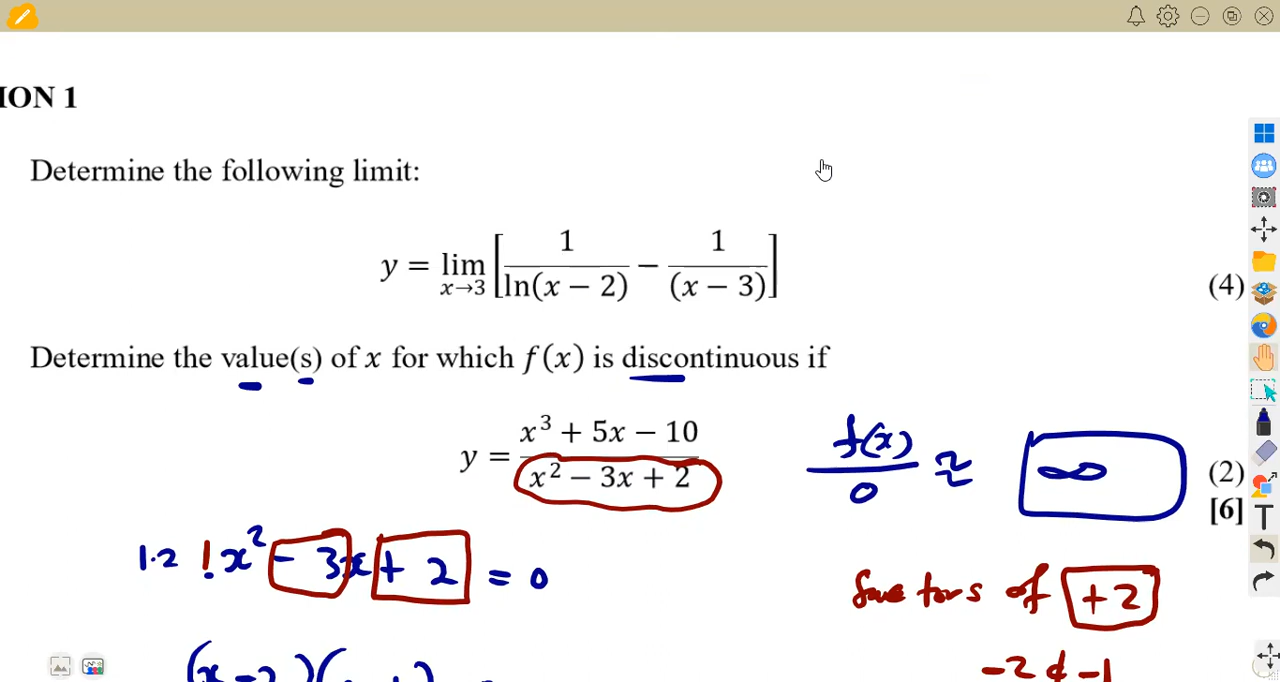 ION 1
Determine the following limit:
y = lim x→3 [ 1 / ln(x − 2) − 1 / (x − 3) ]
(4)
Determine the value(s) of x for which f(x) is discontinuous if
y = (x³ + 5x − 10) / (x² − 3x + 2)
f(x) / 0 ≈ ∞
(2)
[6]
1.2 x² − 3x + 2 = 0
factors of +2
(x − 2)(
−2 & −1